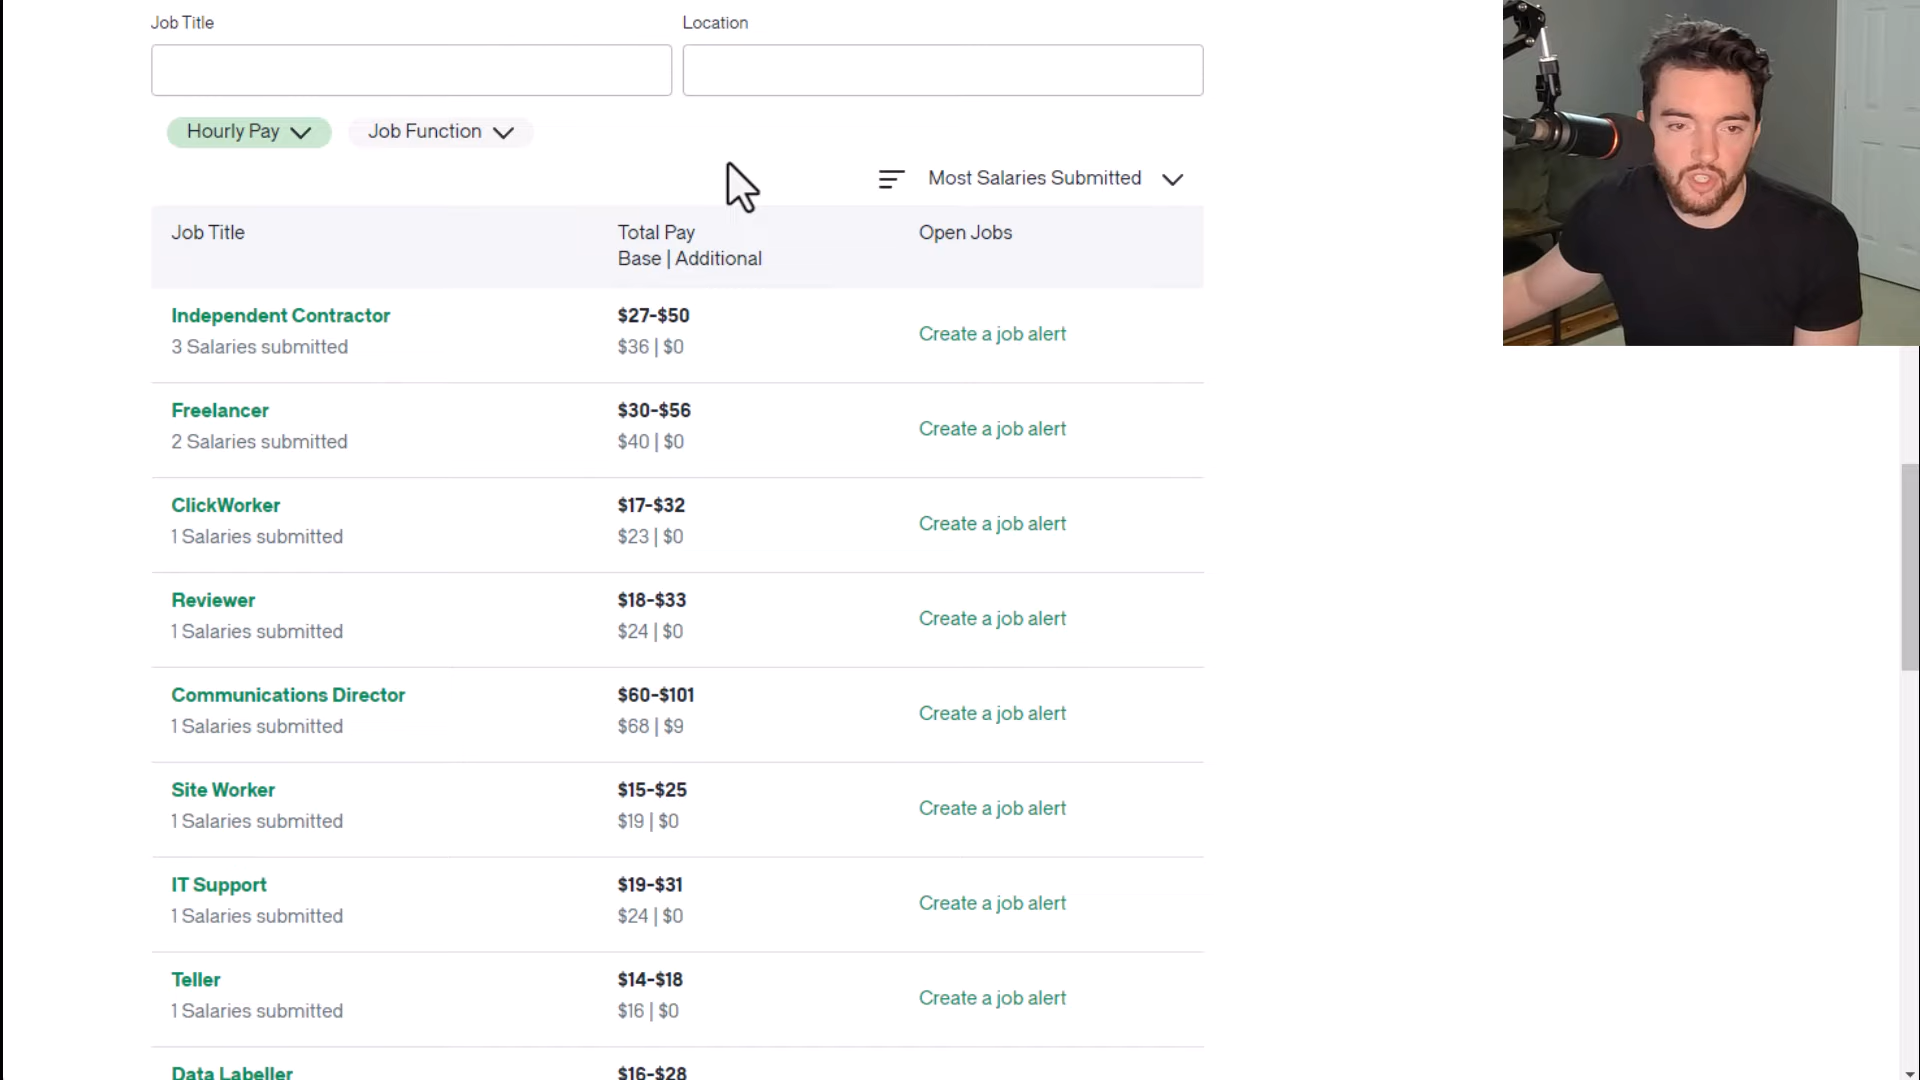 Job Title
Location
Hourly Pay
Job Function
Most Salaries Submitted
Job Title
Total Pay
Base | Additional
Open Jobs
Independent Contractor
3 Salaries submitted
$27-$50
$36 | $0
Create a job alert
Freelancer
2 Salaries submitted
$30-$56
$40 | $0
Create a job alert
ClickWorker
1 Salaries submitted
$17-$32
$23 | $0
Create a job alert
Reviewer
1 Salaries submitted
$18-$33
$24 | $0
Create a job alert
Communications Director
1 Salaries submitted
$60-$101
$68 | $9
Create a job alert
Site Worker
1 Salaries submitted
$15-$25
$19 | $0
Create a job alert
IT Support
1 Salaries submitted
$19-$31
$24 | $0
Create a job alert
Teller
1 Salaries submitted
$14-$18
$16 | $0
Create a job alert
Data Labeller
$16-$28